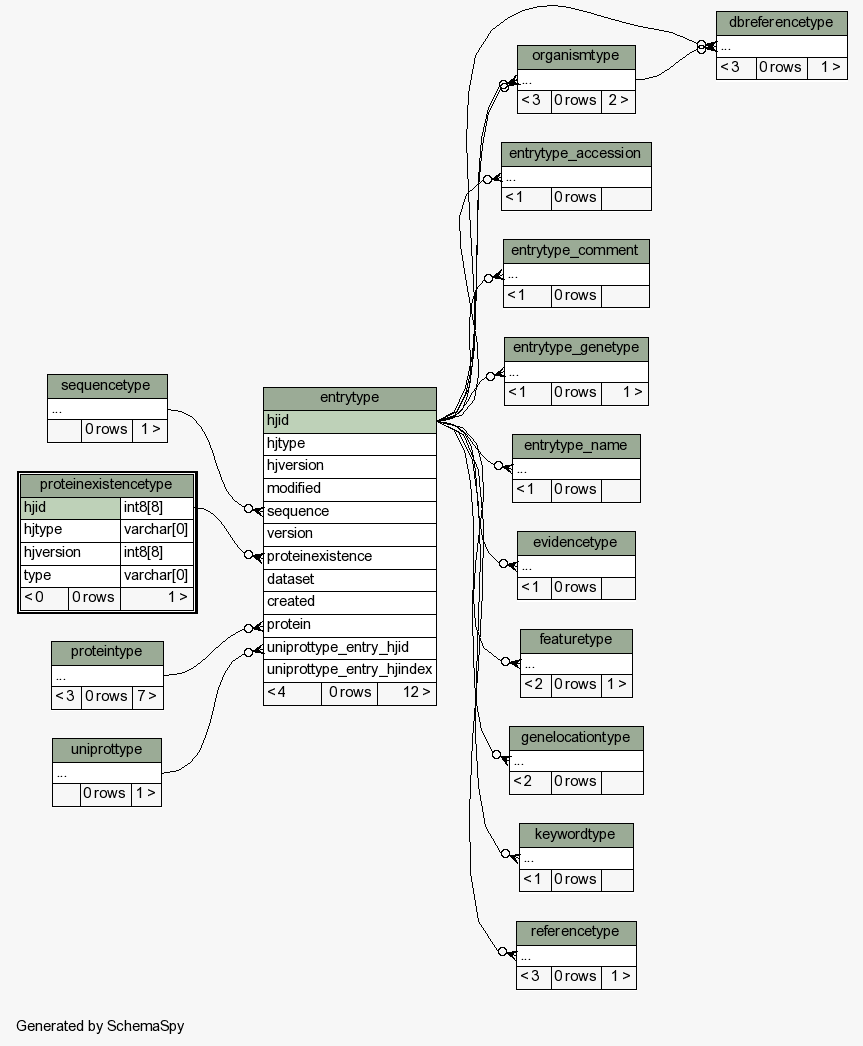 dbreferencetype
...
< 3 0 rows 1 >
organismtype
...
< 3 0 rows 2 >
entrytype_accession
...
< 1 0 rows
entrytype_comment
...
< 1 0 rows
entrytype_genetype
...
< 1 0 rows 1 >
sequencetype
...
0 rows 1 >
proteinexistencetype
hjid int8[8]
hjtype varchar[0]
hjversion int8[8]
type varchar[0]
< 0 0 rows 1 >
proteintype
...
< 3 0 rows 7 >
uniprottype
...
0 rows 1 >
entrytype
hjid
hjtype
hjversion
modified
sequence
version
proteinexistence
dataset
created
protein
uniprottype_entry_hjid
uniprottype_entry_hjindex
< 4 0 rows 12 >
entrytype_name
...
< 1 0 rows
evidencetype
...
< 1 0 rows
featuretype
...
< 2 0 rows 1 >
genelocationtype
...
< 2 0 rows
keywordtype
...
< 1 0 rows
referencetype
...
< 3 0 rows 1 >
Generated by SchemaSpy